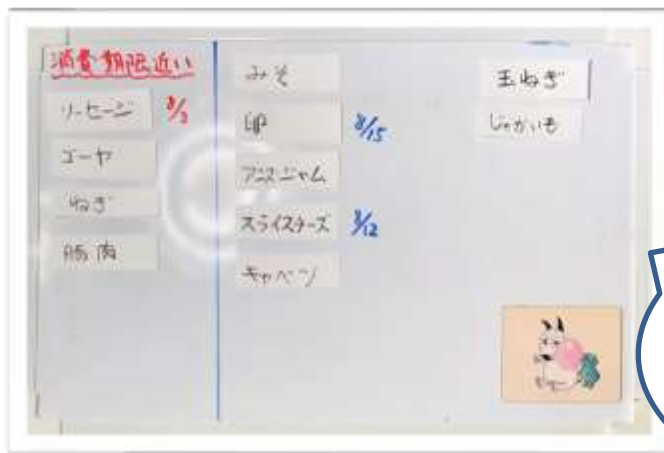 消費期限近い
ソーセージ 8/3
ゴーヤ
ねぎ
豚肉
みそ
卵 8/15
アンズジャム
スライスチーズ 8/12
キャベツ
玉ねぎ
じゃがいも